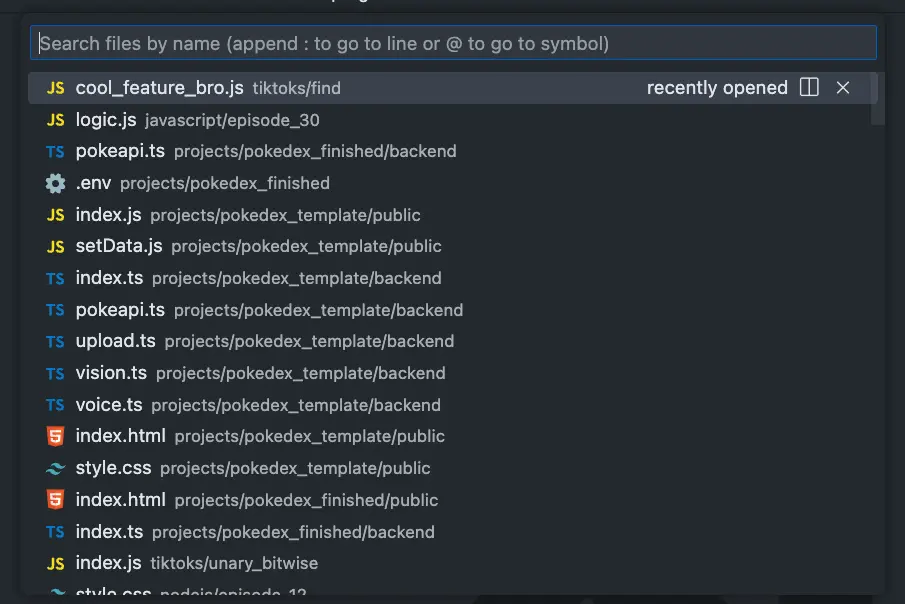 Search files by name (append : to go to line or @ to go to symbol)
JS cool_feature_bro.js tiktoks/find recently opened
JS logic.js javascript/episode_30
TS pokeapi.ts projects/pokedex_finished/backend
.env projects/pokedex_finished
JS index.js projects/pokedex_template/public
JS setData.js projects/pokedex_template/public
TS index.ts projects/pokedex_template/backend
TS pokeapi.ts projects/pokedex_template/backend
TS upload.ts projects/pokedex_template/backend
TS vision.ts projects/pokedex_template/backend
TS voice.ts projects/pokedex_template/backend
5 index.html projects/pokedex_template/public
style.css projects/pokedex_template/public
5 index.html projects/pokedex_finished/public
TS index.ts projects/pokedex_finished/backend
JS index.js tiktoks/unary_bitwise
style.css nodejs/episode_12